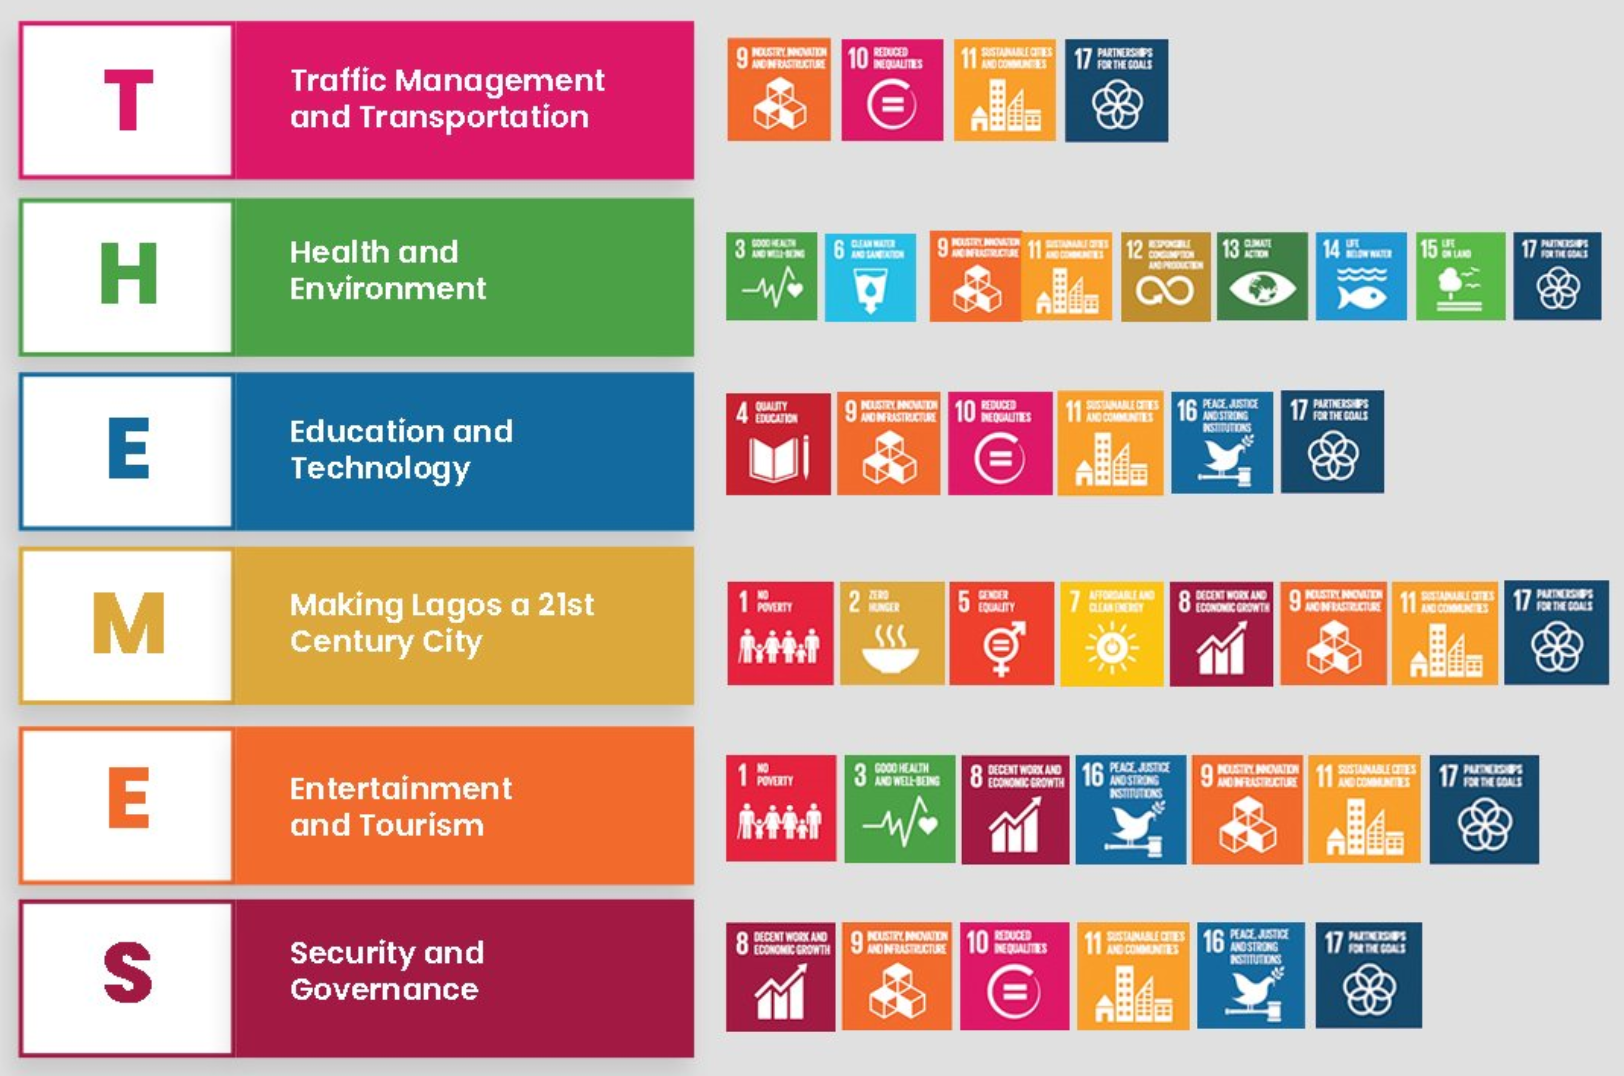 T
Traffic Management
and Transportation
9 INDUSTRY, INNOVATION
AND INFRASTRUCTURE
10 REDUCED
INEQUALITIES
11 SUSTAINABLE CITIES
AND COMMUNITIES
17 PARTNERSHIPS
FOR THE GOALS
H
Health and
Environment
3 GOOD HEALTH
AND WELL-BEING
6 CLEAN WATER
AND SANITATION
9 INDUSTRY, INNOVATION
AND INFRASTRUCTURE
11 SUSTAINABLE CITIES
AND COMMUNITIES
12 RESPONSIBLE
CONSUMPTION
AND PRODUCTION
13 CLIMATE
ACTION
14 LIFE
BELOW WATER
15 LIFE
ON LAND
17 PARTNERSHIPS
FOR THE GOALS
E
Education and
Technology
4 QUALITY
EDUCATION
9 INDUSTRY, INNOVATION
AND INFRASTRUCTURE
10 REDUCED
INEQUALITIES
11 SUSTAINABLE CITIES
AND COMMUNITIES
16 PEACE, JUSTICE
AND STRONG
INSTITUTIONS
17 PARTNERSHIPS
FOR THE GOALS
M
Making Lagos a 21st
Century City
1 NO
POVERTY
2 ZERO
HUNGER
5 GENDER
EQUALITY
7 AFFORDABLE AND
CLEAN ENERGY
8 DECENT WORK AND
ECONOMIC GROWTH
9 INDUSTRY, INNOVATION
AND INFRASTRUCTURE
11 SUSTAINABLE CITIES
AND COMMUNITIES
17 PARTNERSHIPS
FOR THE GOALS
E
Entertainment
and Tourism
1 NO
POVERTY
3 GOOD HEALTH
AND WELL-BEING
8 DECENT WORK AND
ECONOMIC GROWTH
16 PEACE, JUSTICE
AND STRONG
INSTITUTIONS
9 INDUSTRY, INNOVATION
AND INFRASTRUCTURE
11 SUSTAINABLE CITIES
AND COMMUNITIES
17 PARTNERSHIPS
FOR THE GOALS
S
Security and
Governance
8 DECENT WORK AND
ECONOMIC GROWTH
9 INDUSTRY, INNOVATION
AND INFRASTRUCTURE
10 REDUCED
INEQUALITIES
11 SUSTAINABLE CITIES
AND COMMUNITIES
16 PEACE, JUSTICE
AND STRONG
INSTITUTIONS
17 PARTNERSHIPS
FOR THE GOALS